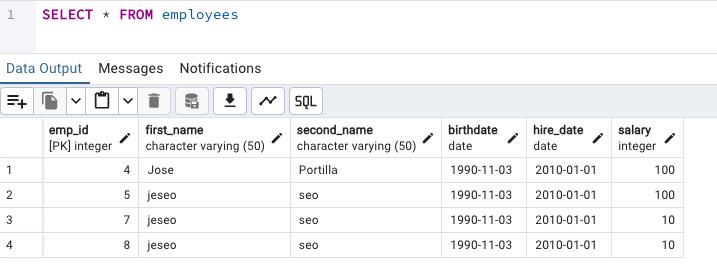 1 SELECT * FROM employees
Data Output Messages Notifications
SQL
emp_id first_name second_name birthdate hire_date salary
[PK] integer character varying (50) character varying (50) date date integer
1 4 Jose Portilla 1990-11-03 2010-01-01 100
2 5 jeseo seo 1990-11-03 2010-01-01 100
3 7 jeseo seo 1990-11-03 2010-01-01 10
4 8 jeseo seo 1990-11-03 2010-01-01 10